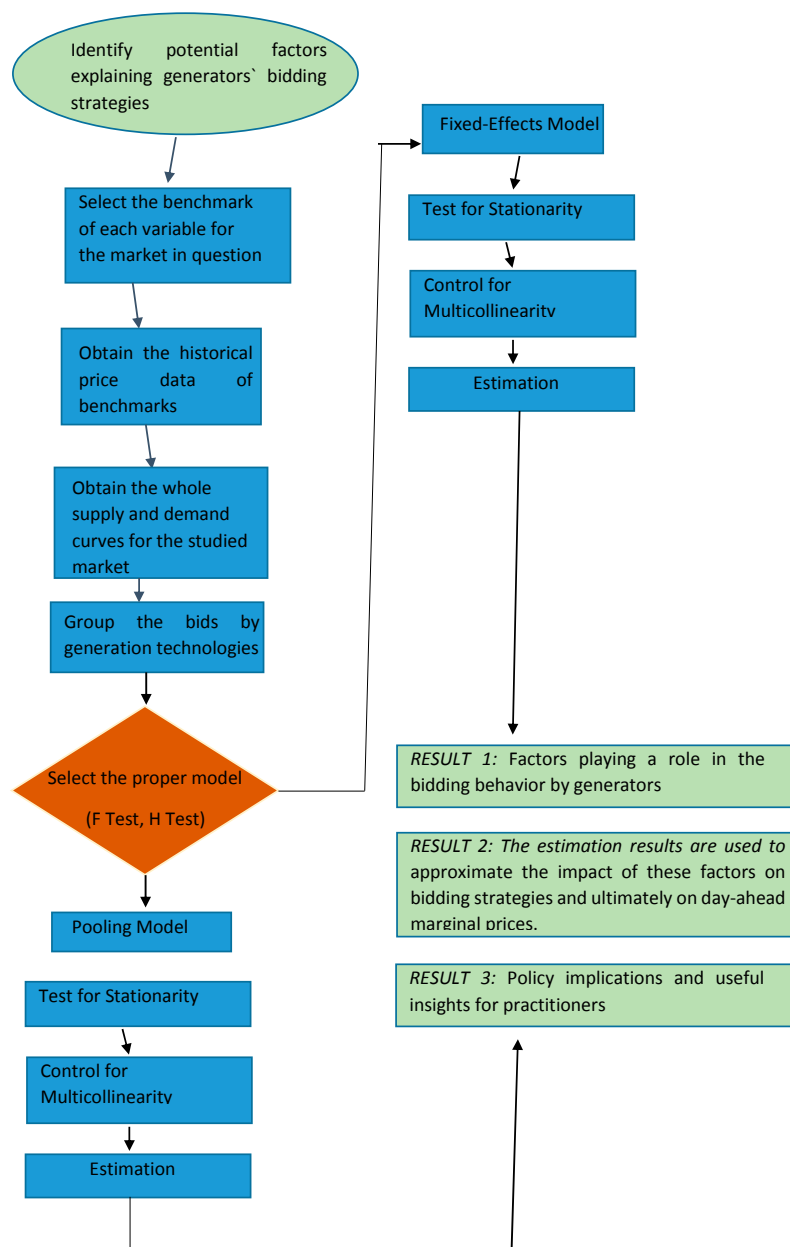 Identify potential factors
explaining generators` bidding
strategies
Select the benchmark
of each variable for
the market in question
Obtain the historical
price data of
benchmarks
Obtain the whole
supply and demand
curves for the studied
market
Group the bids by
generation technologies
Select the proper model
(F Test, H Test)
Pooling Model
Test for Stationarity
Control for
Multicollinearity
Estimation
Fixed-Effects Model
Test for Stationarity
Control for
Multicollinearity
Estimation
RESULT 1: Factors playing a role in the
bidding behavior by generators
RESULT 2: The estimation results are used to
approximate the impact of these factors on
bidding strategies and ultimately on day-ahead
marginal prices.
RESULT 3: Policy implications and useful
insights for practitioners